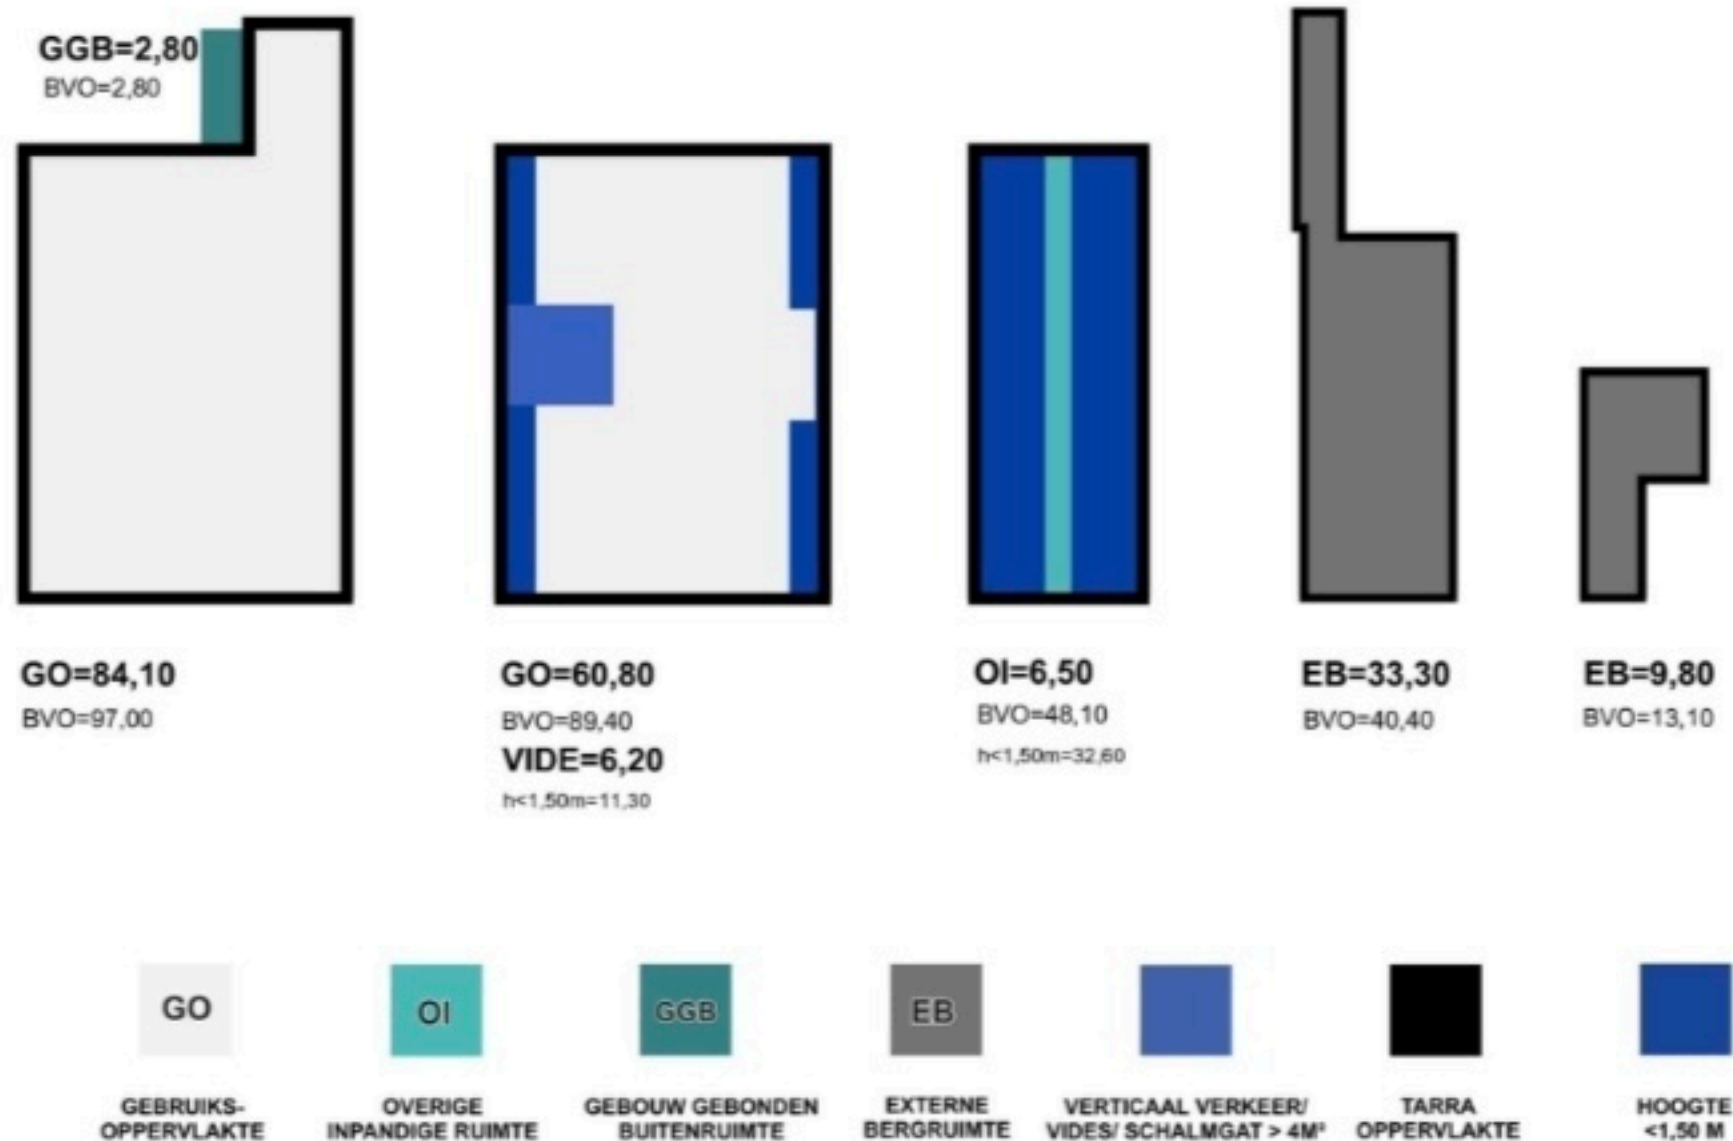 GGB=2,80
BVO=2,80
GO=84,10
BVO=97,00
GO=60,80
BVO=89,40
VIDE=6,20
h<1,50m=11,30
OI=6,50
BVO=48,10
h<1,50m=32,60
EB=33,30
BVO=40,40
EB=9,80
BVO=13,10
GO
OI
GGB
EB
GEBRUIKS-
OPPERVLAKTE
OVERIGE
INPANDIGE RUIMTE
GEBOUW GEBONDEN
BUITENRUIMTE
EXTERNE
BERGRUIMTE
VERTICAAL VERKEER/
VIDES/ SCHALMGAT > 4M²
TARRA
OPPERVLAKTE
HOOGTE
<1,50 M